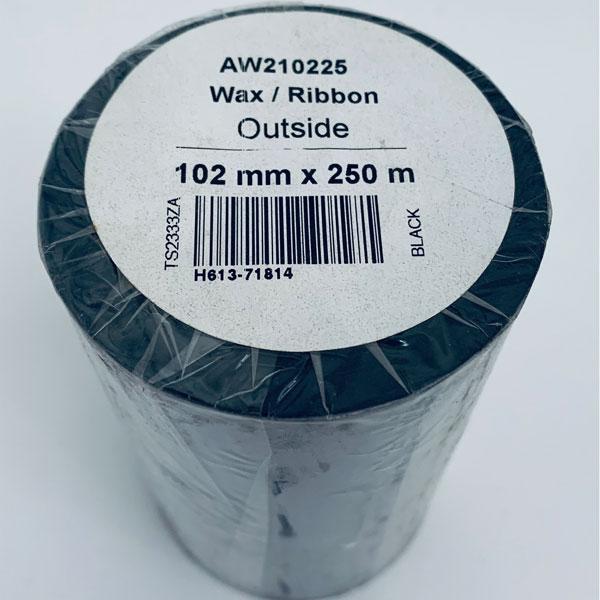 AW210225
Wax / Ribbon
Outside
102 mm x 250 m
TS2333ZA
BLACK
H613-71814